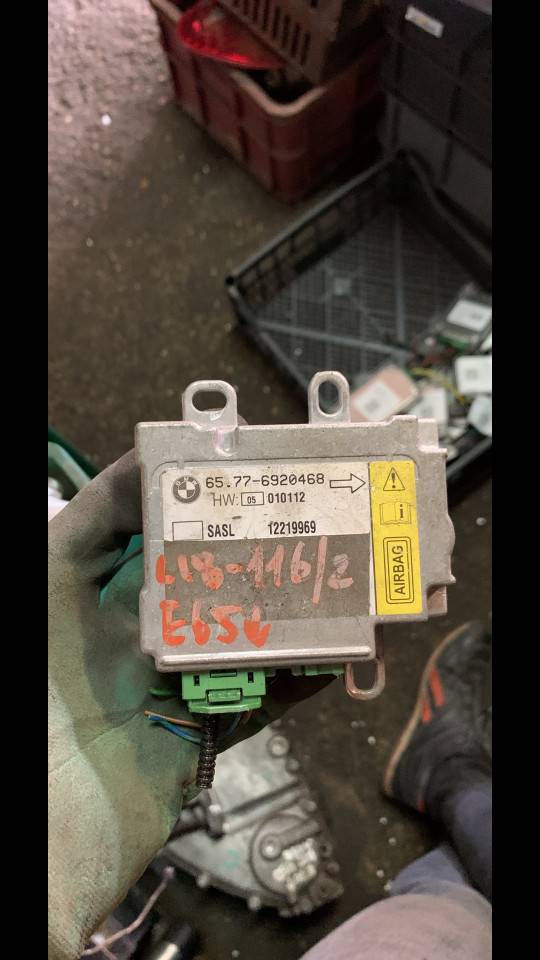 65.77-6920468
HW: 05 010112
SASL 12219969
L18-116/2
E65
AIRBAG